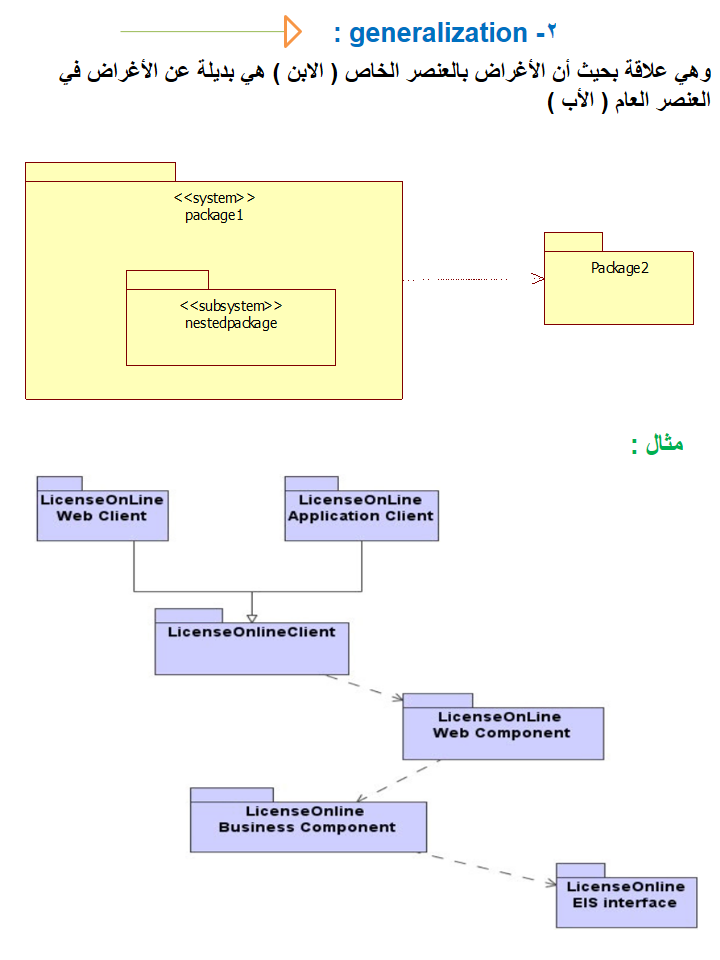 ٢- generalization :
وهي علاقة بحيث أن الأغراض بالعنصر الخاص ( الابن ) هي بديلة عن الأغراض في
العنصر العام ( الأب )
<<system>>
package1
<<subsystem>>
nestedpackage
Package2
مثال :
LicenseOnLine
Web Client
LicenseOnLine
Application Client
LicenseOnlineClient
LicenseOnLine
Web Component
LicenseOnline
Business Component
LicenseOnline
EIS interface